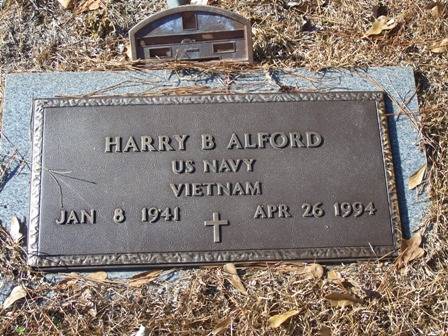 HARRY B ALFORD
US NAVY
VIETNAM
JAN 8 1941 APR 26 1994